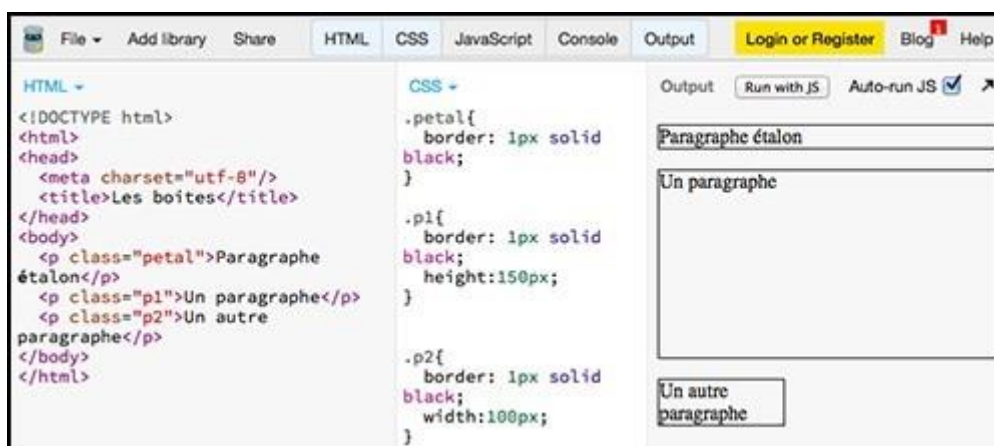 File Add library Share HTML CSS JavaScript Console Output Login or Register Blog 1 Help
HTML
<!DOCTYPE html>
<html>
<head>
<meta charset="utf-8"/>
<title>Les boites</title>
</head>
<body>
<p class="petal">Paragraphe
étalon</p>
<p class="p1">Un paragraphe</p>
<p class="p2">Un autre
paragraphe</p>
</body>
</html>
CSS
.petal{
border: 1px solid
black;
}
.p1{
border: 1px solid
black;
height:150px;
}
.p2{
border: 1px solid
black;
width:100px;
}
Output Run with JS Auto-run JS
Paragraphe étalon
Un paragraphe
Un autre
paragraphe